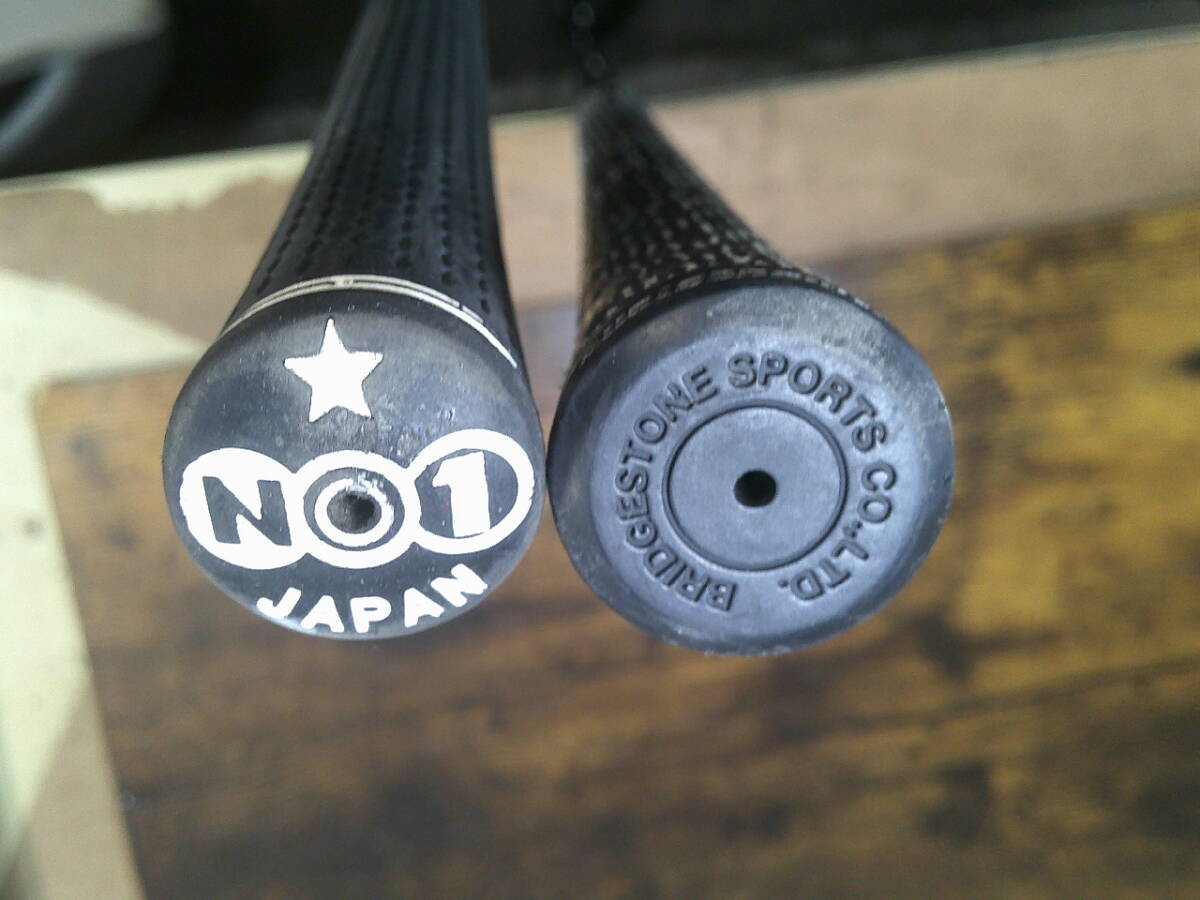 NO1
JAPAN
BRIDGESTONE SPORTS CO.,LTD.